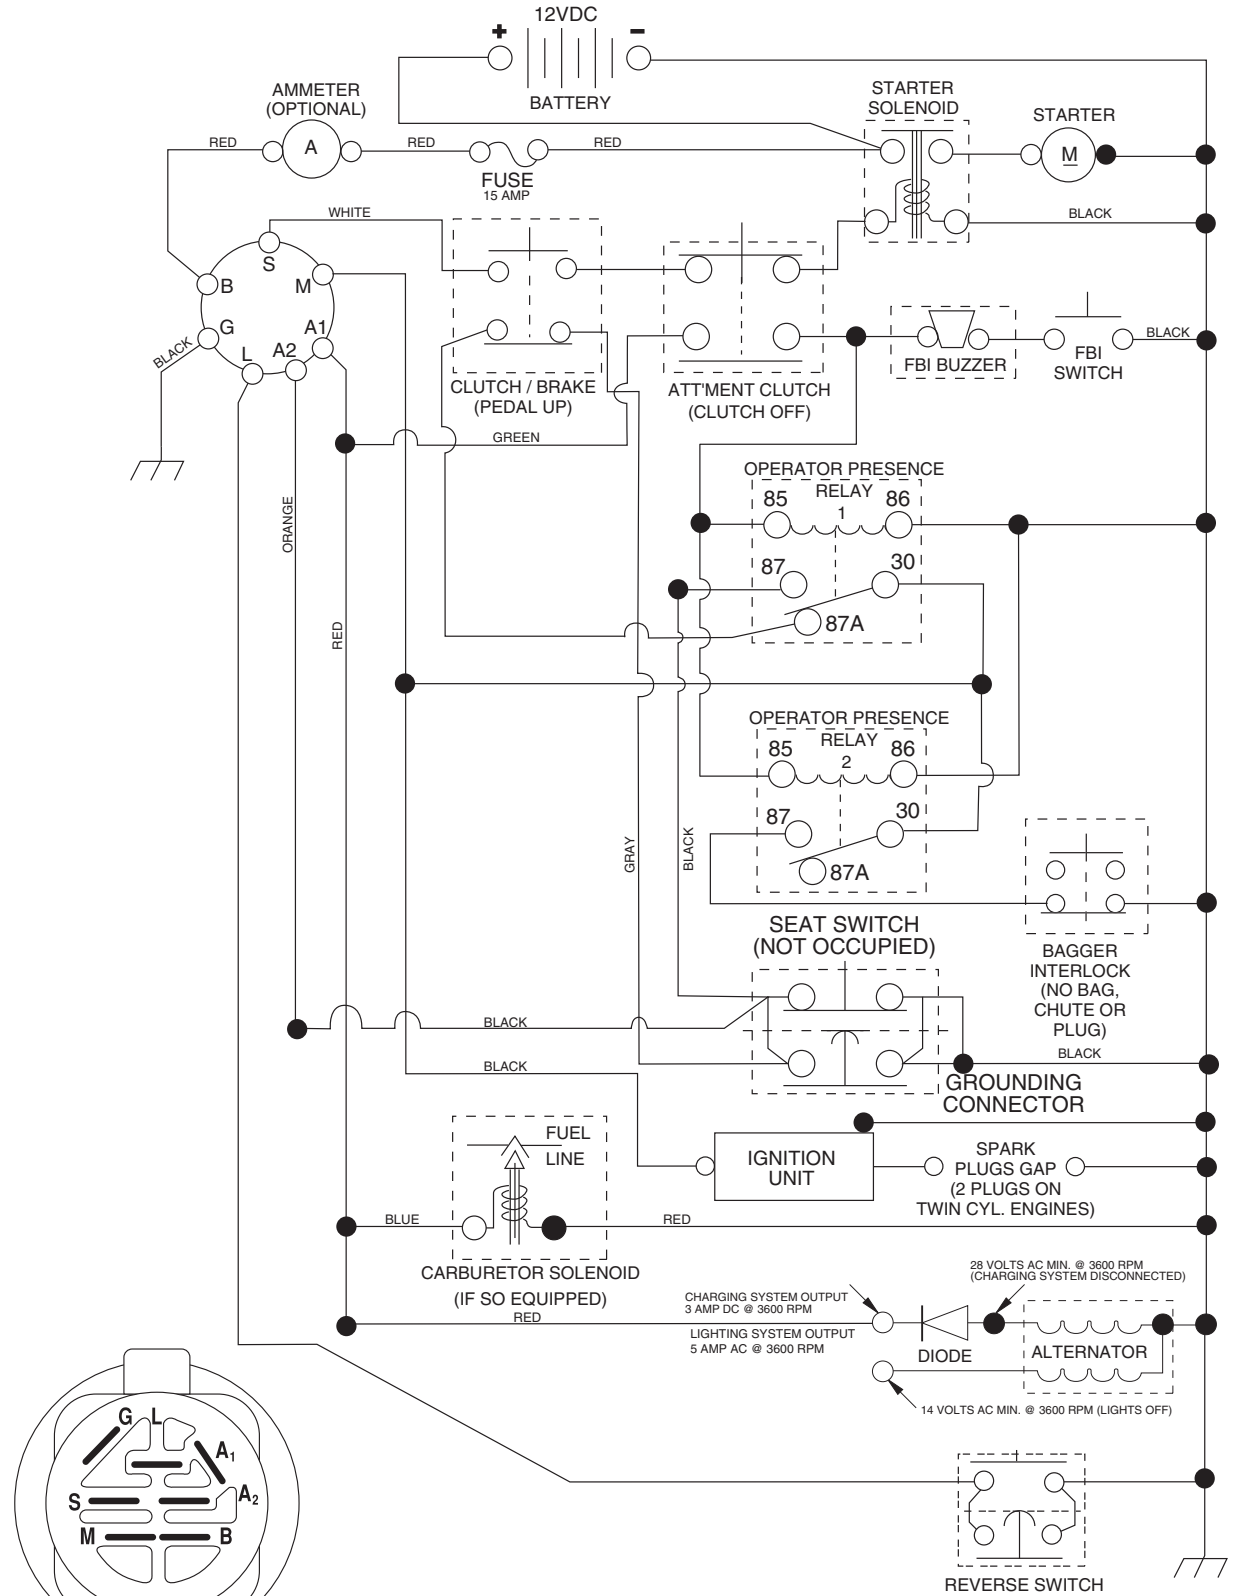 12VDC
+
−
BATTERY
AMMETER
(OPTIONAL)
A
RED
RED
RED
FUSE
15 AMP
STARTER
SOLENOID
STARTER
M
BLACK
WHITE
S
B
M
G
A1
L
A2
BLACK
CLUTCH / BRAKE
(PEDAL UP)
ATT'MENT CLUTCH
(CLUTCH OFF)
FBI BUZZER
FBI
SWITCH
BLACK
GREEN
ORANGE
RED
OPERATOR PRESENCE
RELAY
1
85
86
87
30
87A
OPERATOR PRESENCE
RELAY
2
85
86
87
30
87A
GRAY
BLACK
SEAT SWITCH
(NOT OCCUPIED)
BAGGER
INTERLOCK
(NO BAG,
CHUTE OR
PLUG)
BLACK
BLACK
BLACK
GROUNDING
CONNECTOR
FUEL
LINE
IGNITION
UNIT
SPARK
PLUGS GAP
(2 PLUGS ON
TWIN CYL. ENGINES)
BLUE
RED
CARBURETOR SOLENOID
(IF SO EQUIPPED)
RED
28 VOLTS AC MIN. @ 3600 RPM
(CHARGING SYSTEM DISCONNECTED)
CHARGING SYSTEM OUTPUT
3 AMP DC @ 3600 RPM
LIGHTING SYSTEM OUTPUT
5 AMP AC @ 3600 RPM
DIODE
ALTERNATOR
14 VOLTS AC MIN. @ 3600 RPM (LIGHTS OFF)
G
L
A1
A2
S
M
B
REVERSE SWITCH